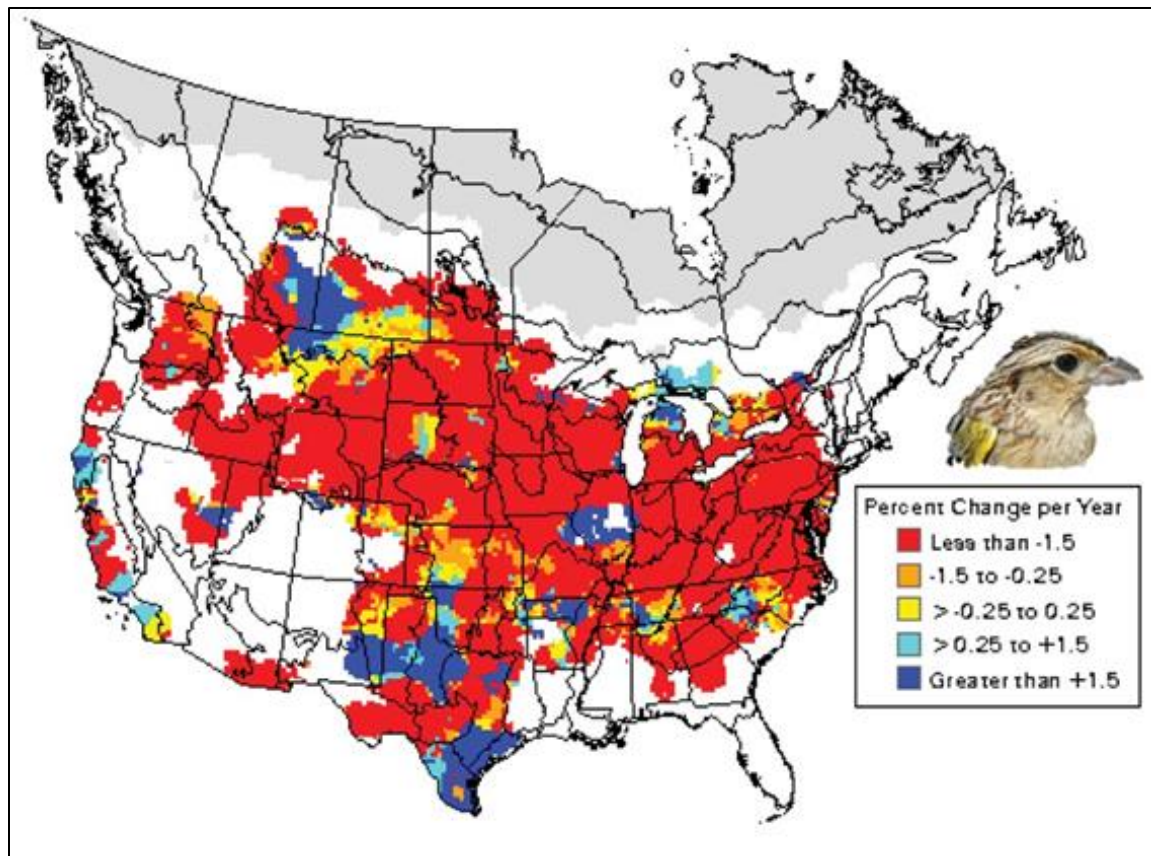 Percent Change per Year
Less than -1.5
-1.5 to -0.25
> -0.25 to 0.25
> 0.25 to +1.5
Greater than +1.5